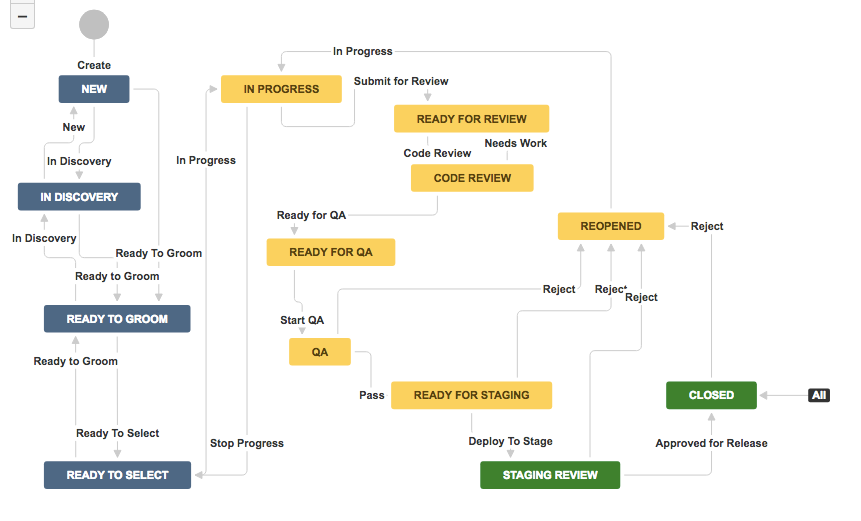 In Progress
Create
IN PROGRESS
Submit for Review
NEW
READY FOR REVIEW
New
Needs Work
Code Review
In Discovery
In Progress
CODE REVIEW
IN DISCOVERY
Ready for QA
REOPENED
Reject
In Discovery
Ready To Groom
READY FOR QA
Ready to Groom
Reject
Reject
Reject
READY TO GROOM
Start QA
QA
Ready to Groom
Pass
READY FOR STAGING
CLOSED
All
Ready To Select
Stop Progress
Deploy To Stage
Approved for Release
READY TO SELECT
STAGING REVIEW